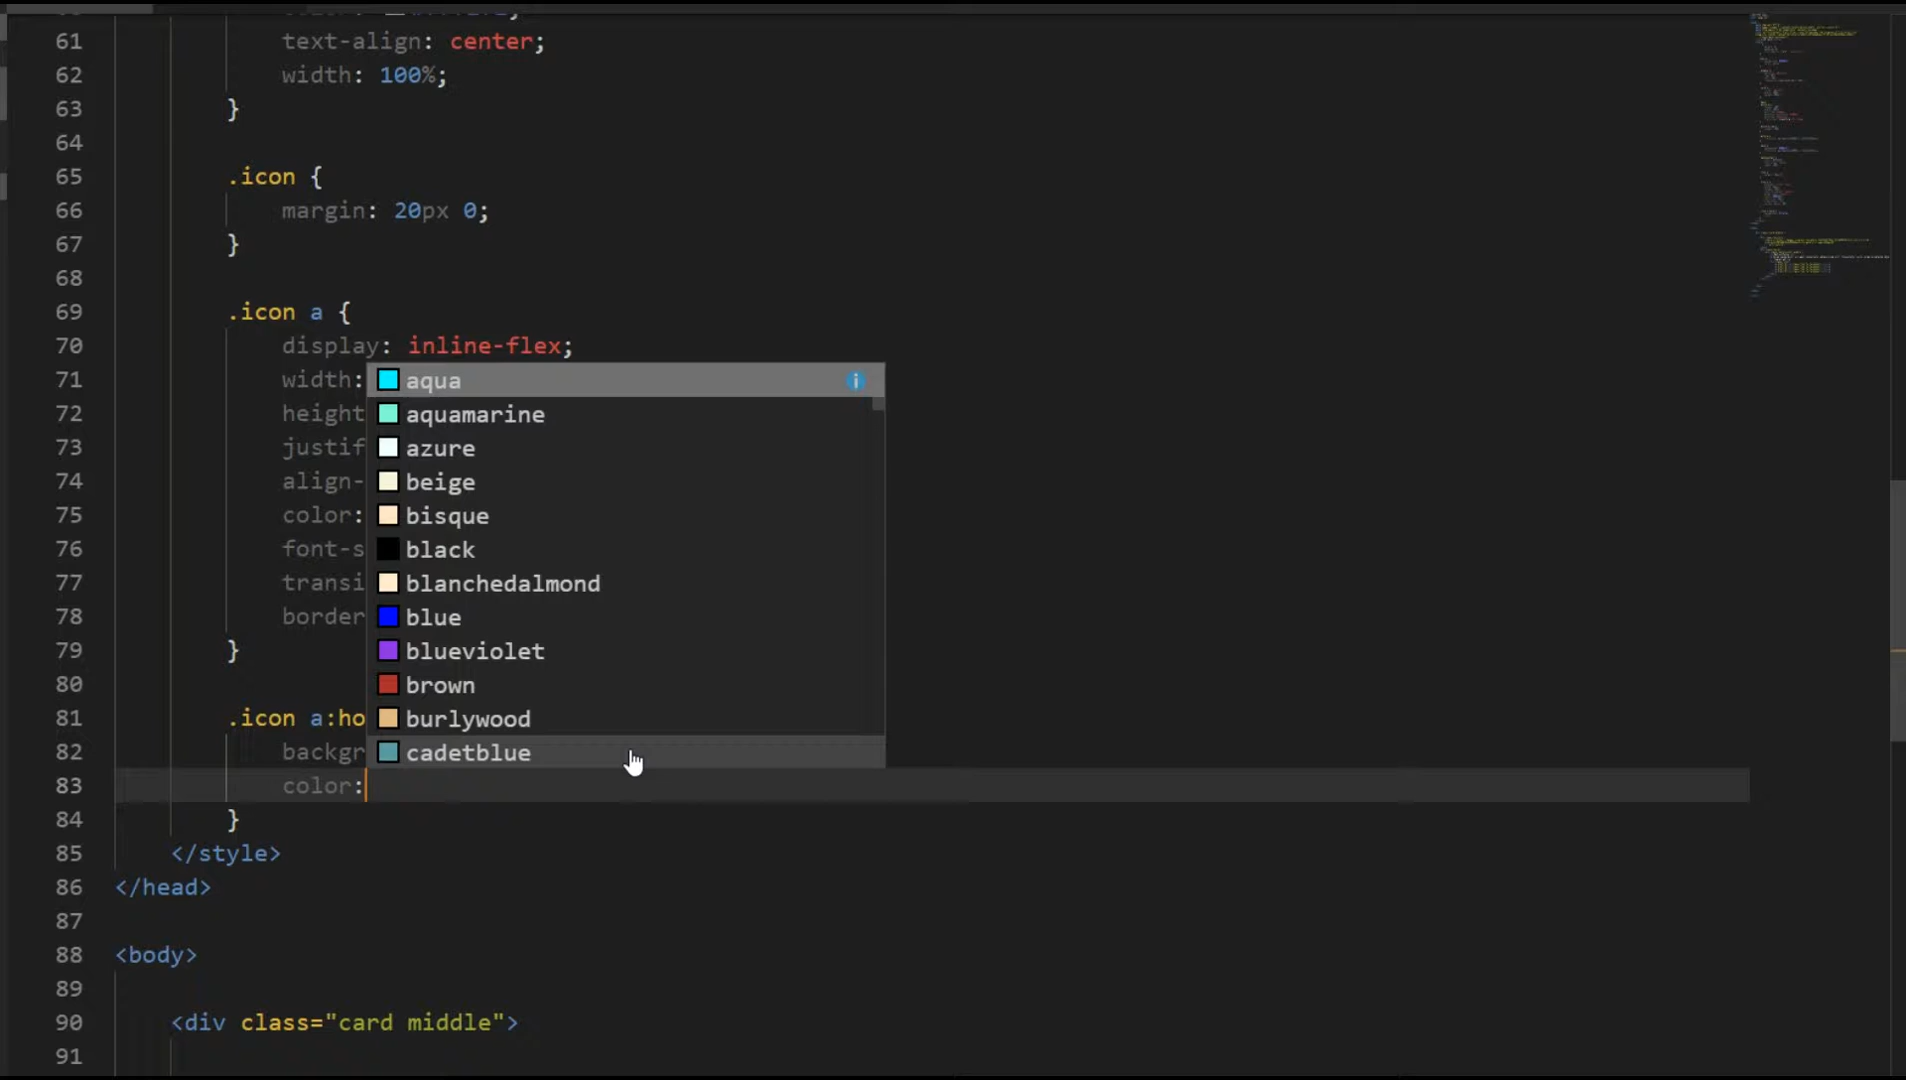 61 text-align: center;
62 width: 100%;
63 }
64
65 .icon {
66 margin: 20px 0;
67 }
68
69 .icon a {
70 display: inline-flex;
71 width: aqua
72 height aquamarine
73 justif azure
74 align- beige
75 color: bisque
76 font-s black
77 transi blanchedalmond
78 border blue
79 } blueviolet
80 brown
81 .icon a:ho burlywood
82 backgr cadetblue
83 color:
84 }
85 </style>
86 </head>
87
88 <body>
89
90 <div class="card middle">
91